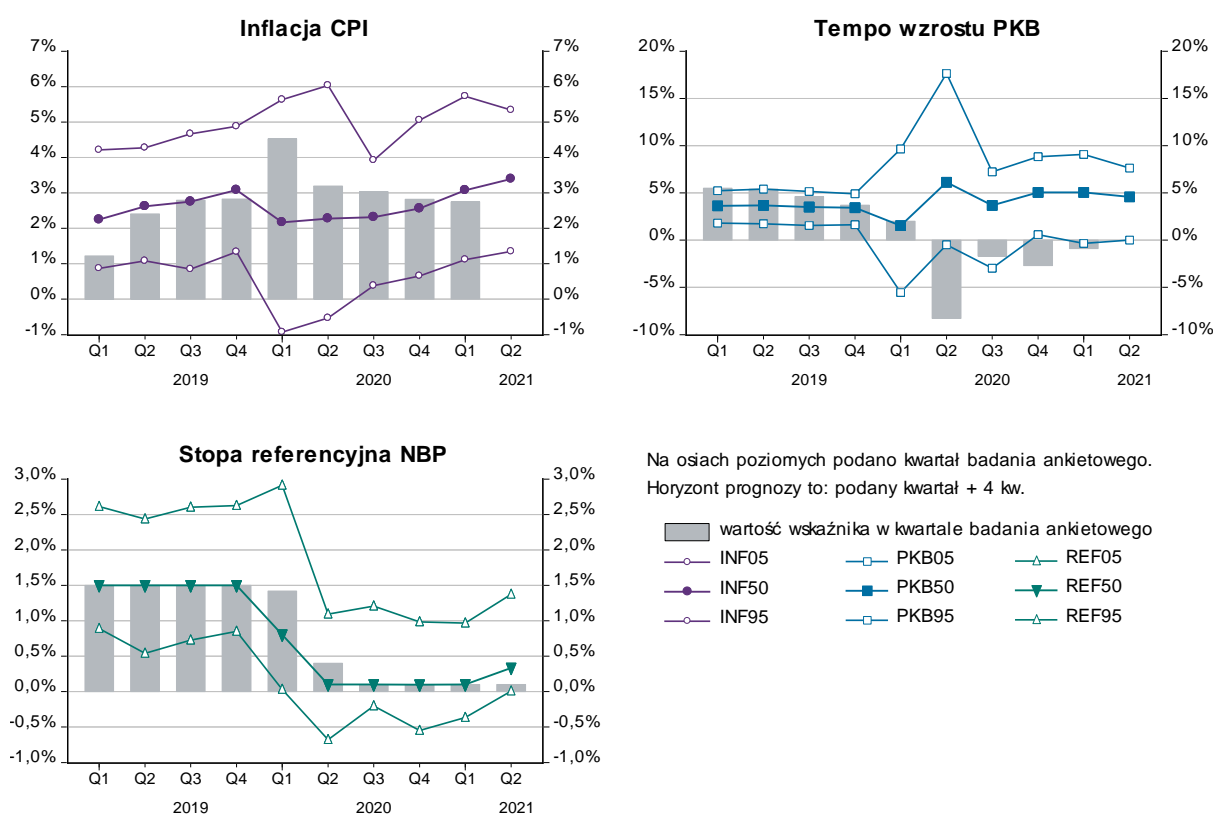 Inflacja CPI
7% 7%
6% 6%
5% 5%
4% 4%
3% 3%
2% 2%
1% 1%
0% 0%
-1% -1%
Q1 Q2 Q3 Q4 Q1 Q2 Q3 Q4 Q1 Q2
2019 2020 2021
Tempo wzrostu PKB
20% 20%
15% 15%
10% 10%
5% 5%
0% 0%
-5% -5%
-10% -10%
Q1 Q2 Q3 Q4 Q1 Q2 Q3 Q4 Q1 Q2
2019 2020 2021
Stopa referencyjna NBP
3,0% 3,0%
2,5% 2,5%
2,0% 2,0%
1,5% 1,5%
1,0% 1,0%
0,5% 0,5%
0,0% 0,0%
-0,5% -0,5%
-1,0% -1,0%
Q1 Q2 Q3 Q4 Q1 Q2 Q3 Q4 Q1 Q2
2019 2020 2021
Na osiach poziomych podano kwartał badania ankietowego.
Horyzont prognozy to: podany kwartał + 4 kw.
wartość wskaźnika w kwartale badania ankietowego
INF05 PKB05 REF05
INF50 PKB50 REF50
INF95 PKB95 REF95